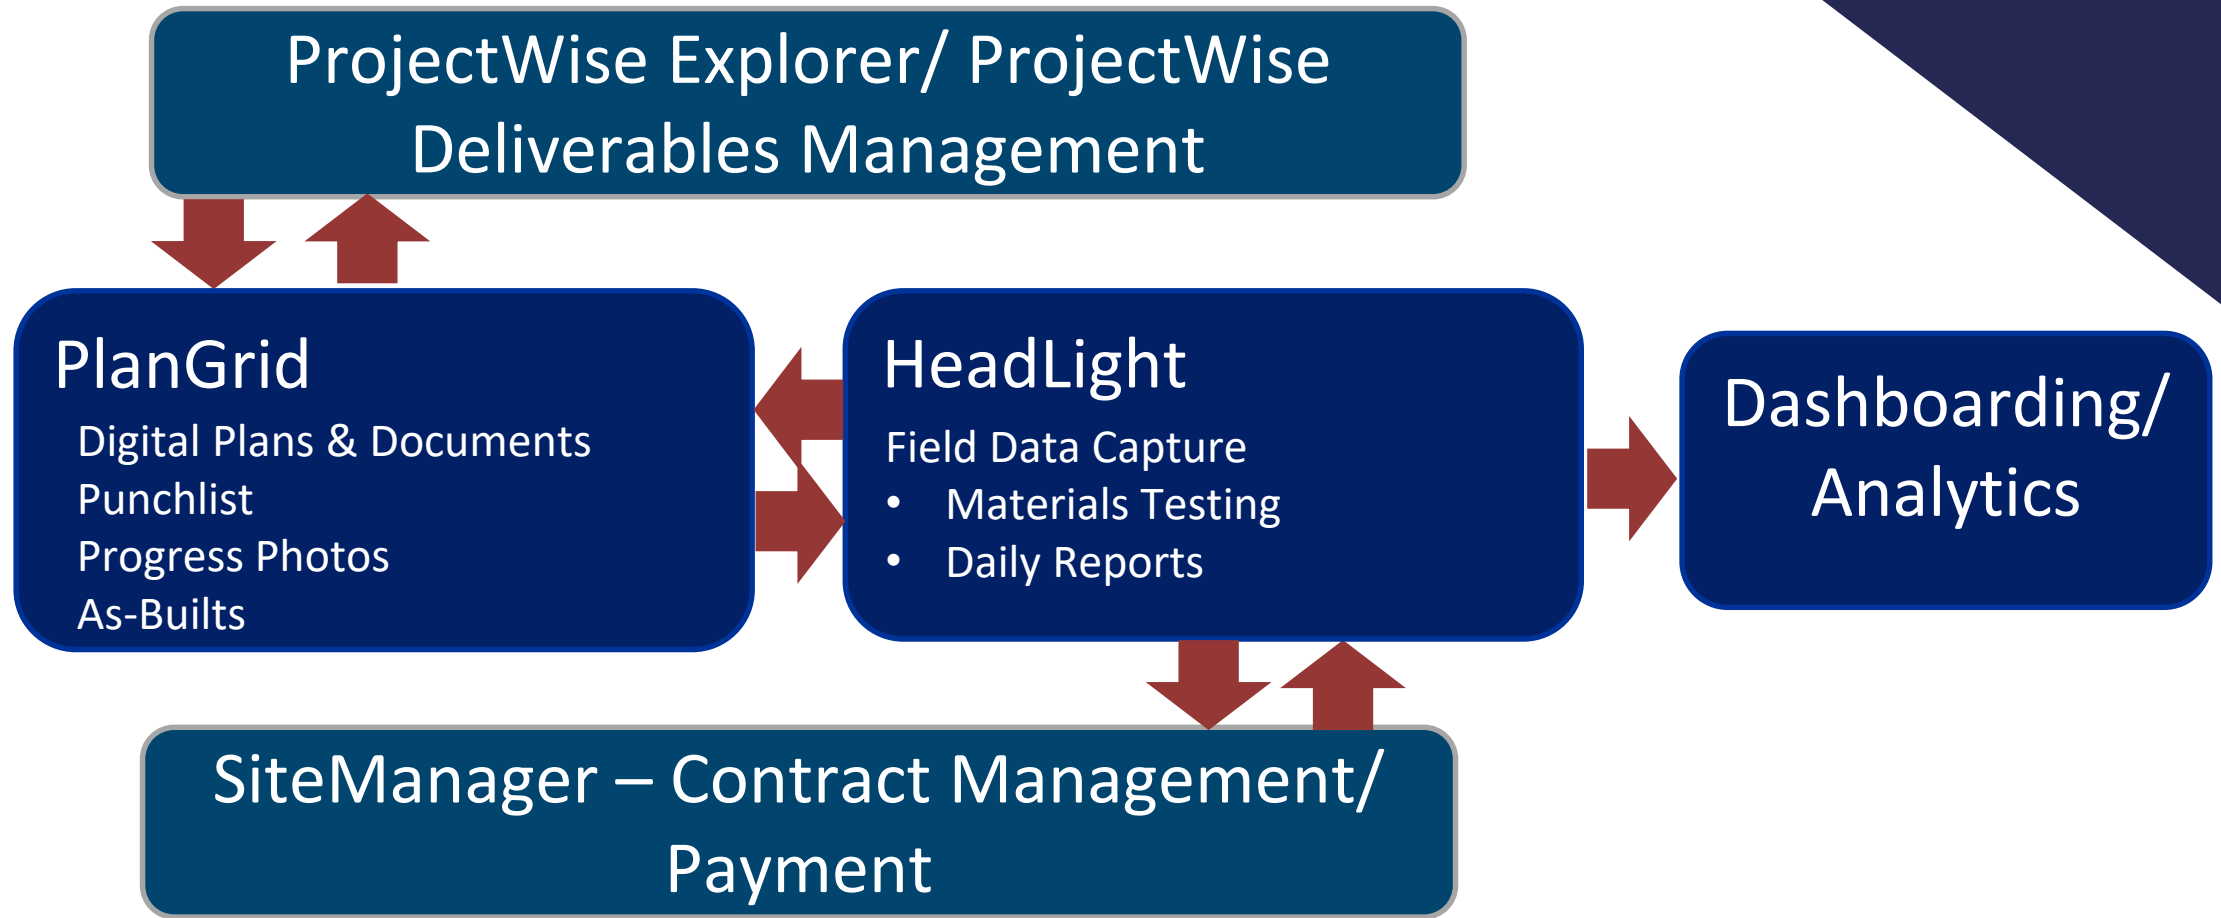 ProjectWise Explorer/ ProjectWise
Deliverables Management
PlanGrid
Digital Plans & Documents
Punchlist
Progress Photos
As-Builts
HeadLight
Field Data Capture
• Materials Testing
• Daily Reports
Dashboarding/
Analytics
SiteManager – Contract Management/
Payment